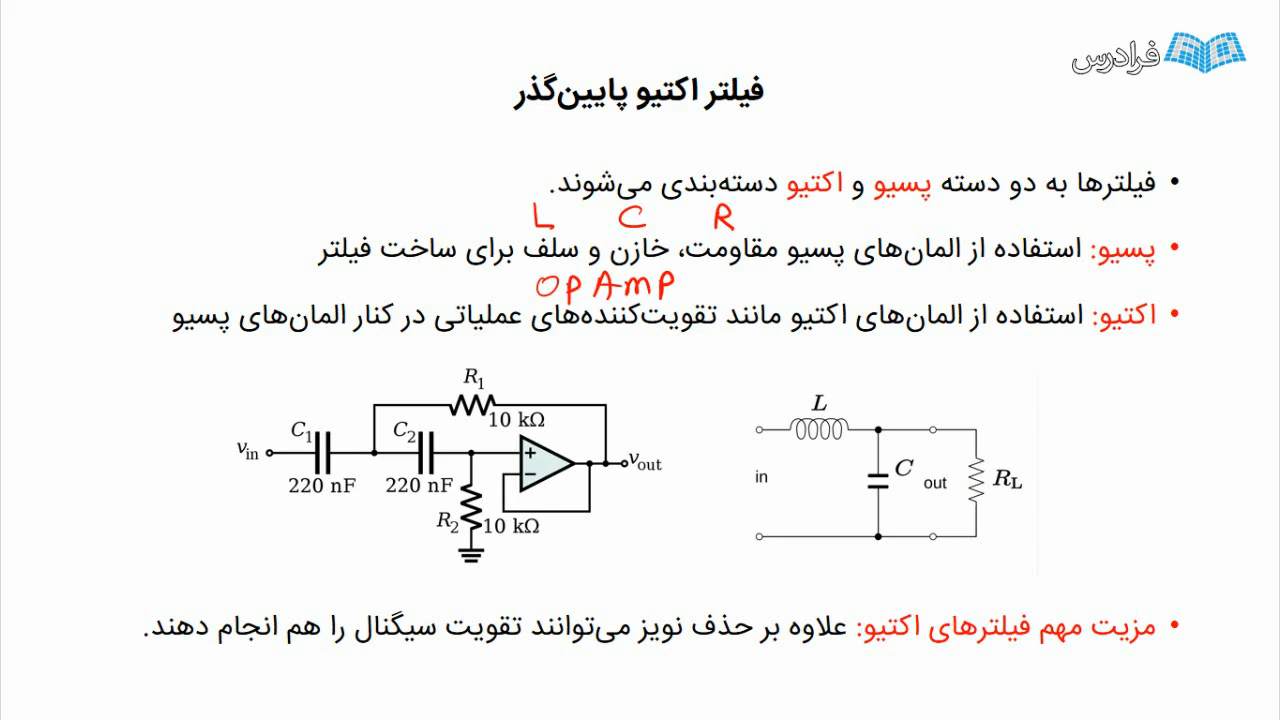 فرادرس
فیلتر اکتیو پایین‌گذر
• فیلترها به دو دسته پسیو و اکتیو دسته‌بندی می‌شوند.
L C R
• پسیو: استفاده از المان‌های پسیو مقاومت، خازن و سلف برای ساخت فیلتر
OPAMP
• اکتیو: استفاده از المان‌های اکتیو مانند تقویت‌کننده‌های عملیاتی در کنار المان‌های پسیو
R1
10 kΩ
vin
C1
220 nF
C2
220 nF
R2
10 kΩ
+
−
vout
L
in
C
out
RL
• مزیت مهم فیلترهای اکتیو: علاوه بر حذف نویز می‌توانند تقویت سیگنال را هم انجام دهند.